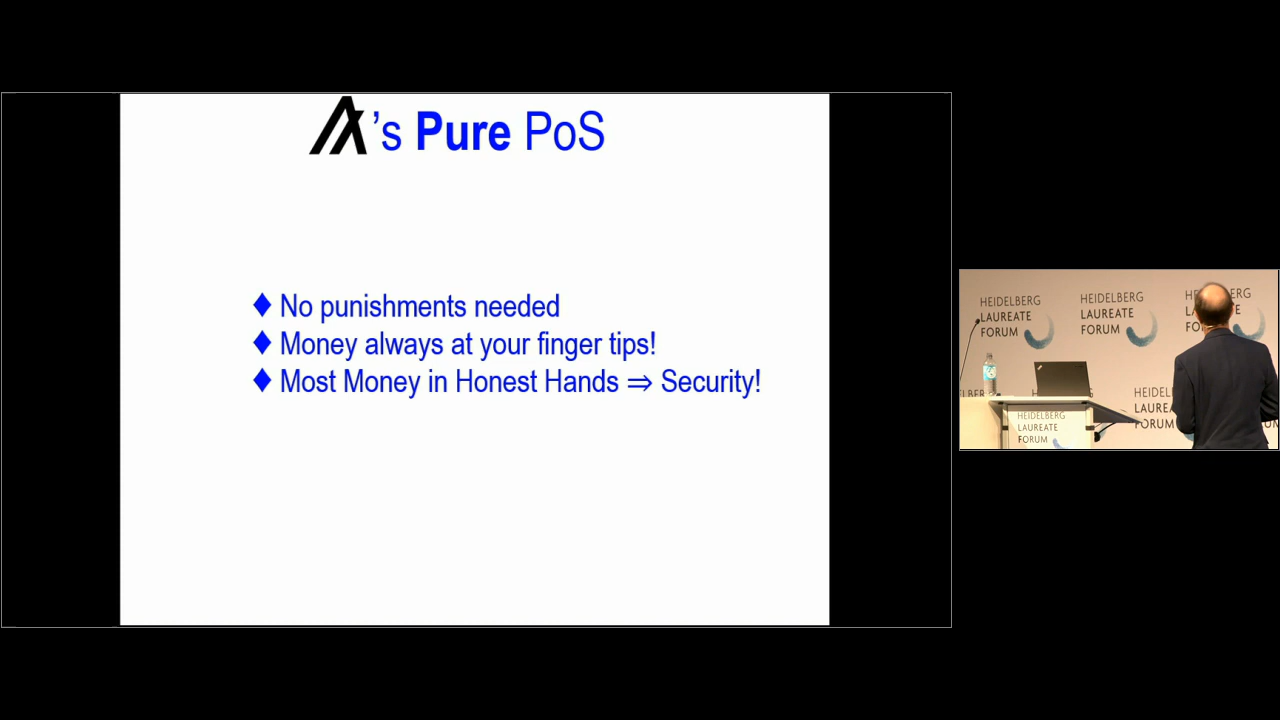 's Pure PoS
♦ No punishments needed
♦ Money always at your finger tips!
♦ Most Money in Honest Hands ⇒ Security!
HEIDELBERG
LAUREATE
FORUM
HEIDELBERG
LAUREATE
FORUM
HEIDELBERG
LAUREATE
FORUM